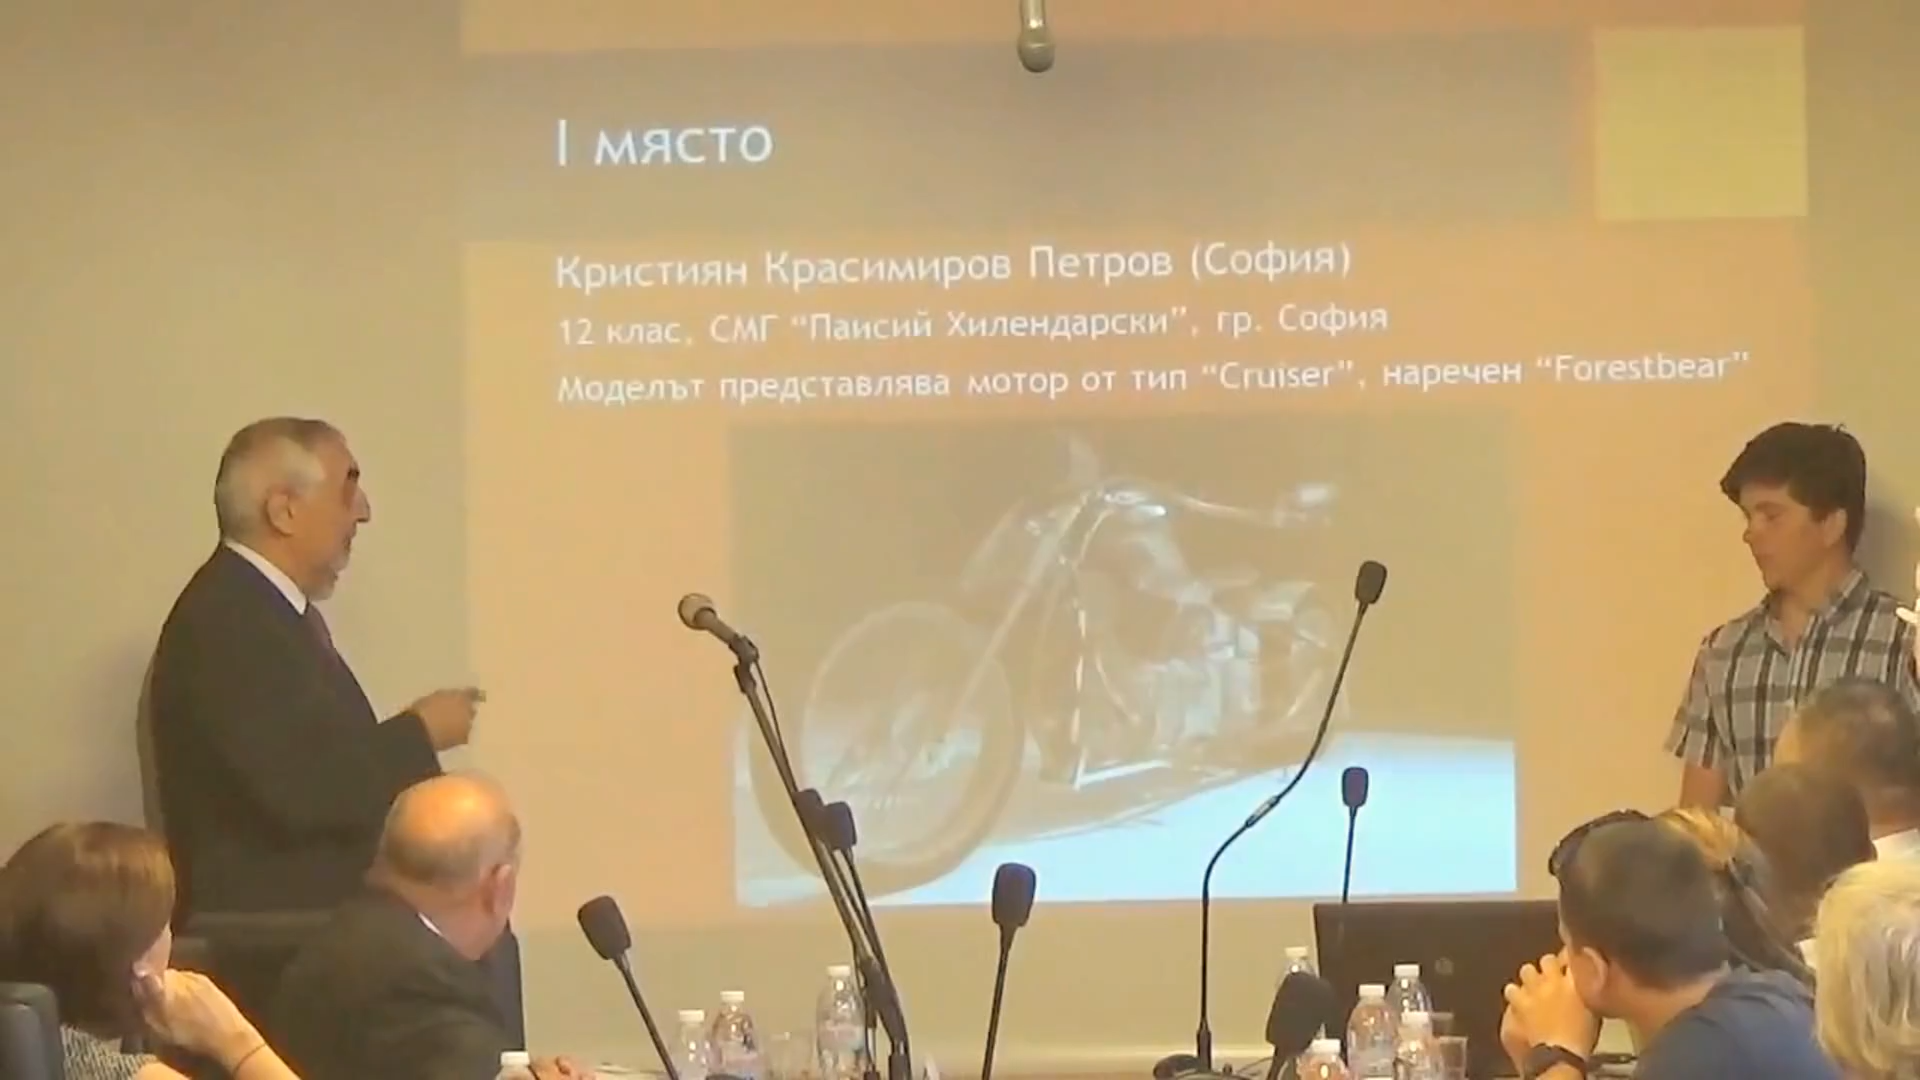 I място
Кристиян Красимиров Петров (София)
12 клас, СМГ “Паисий Хилендарски”, гр. София
Моделът представлява мотор от тип “Cruiser”, наречен “Forestbear”